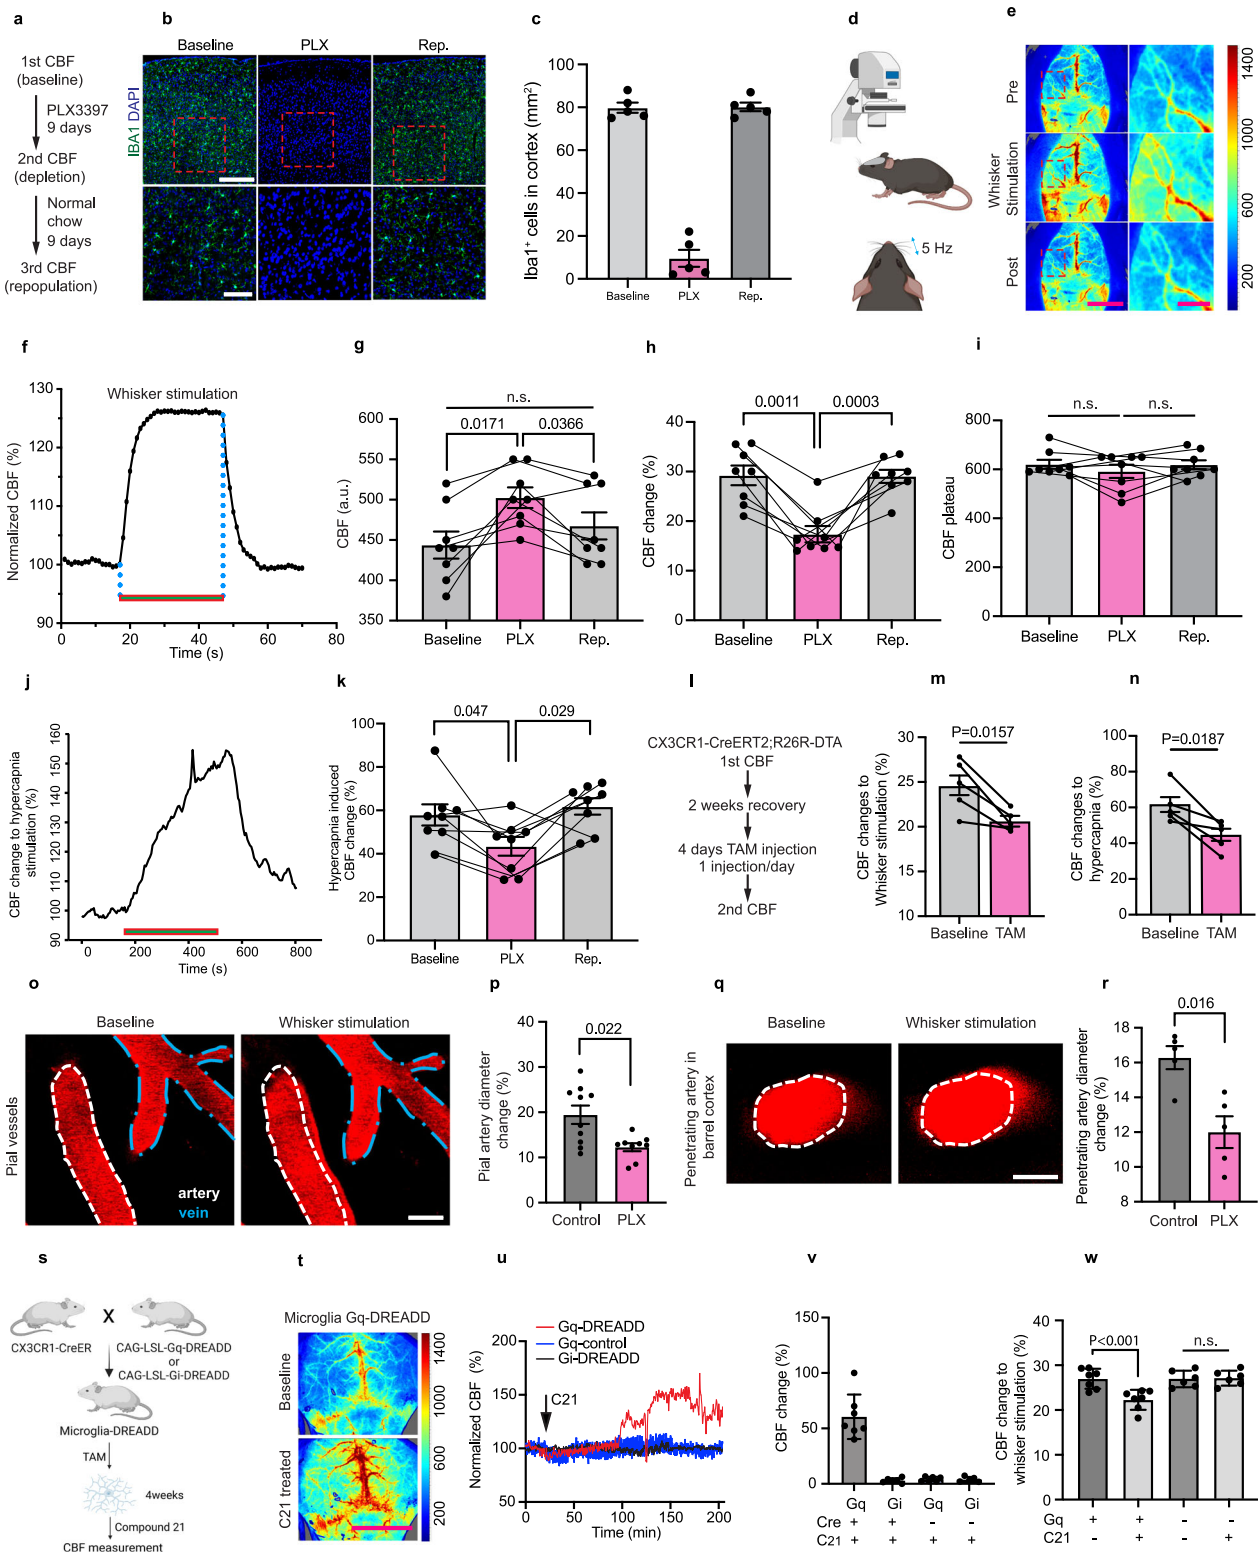 a
1st CBF
(baseline)
PLX3397
9 days
2nd CBF
(depletion)
Normal
chow
9 days
3rd CBF
(repopulation)
b
Baseline
PLX
Rep.
IBA1 DAPI
c
Iba1⁺ cells in cortex (mm²)
100
80
60
40
20
0
Baseline
PLX
Rep.
d
5 Hz
e
Pre
Whisker
Stimulation
Post
1400
1000
600
200
f
Whisker stimulation
Normalized CBF (%)
130
120
110
100
90
0
20
40
60
80
Time (s)
g
n.s.
0.0171
0.0366
CBF (a.u.)
600
550
500
450
400
350
Baseline
PLX
Rep.
h
0.0011
0.0003
CBF change (%)
40
30
20
10
0
Baseline
PLX
Rep.
i
n.s.
n.s.
CBF plateau
800
600
400
200
0
Baseline
PLX
Rep.
j
CBF change to hypercapnia
stimulation (%)
160
150
140
130
120
110
100
90
0
200
400
600
800
Time (s)
k
0.047
0.029
Hypercapnia induced
CBF change (%)
100
80
60
40
20
0
Baseline
PLX
Rep.
l
CX3CR1-CreERT2;R26R-DTA
1st CBF
2 weeks recovery
4 days TAM injection
1 injection/day
2nd CBF
m
P=0.0157
CBF changes to
Whisker stimulation (%)
30
25
20
15
10
Baseline TAM
n
P=0.0187
CBF changes to
hypercapnia (%)
100
80
60
40
20
0
Baseline TAM
o
Baseline
Whisker stimulation
Pial vessels
artery
vein
p
0.022
Pial artery diameter
change (%)
40
30
20
10
0
Control
PLX
q
Baseline
Whisker stimulation
Penetrating artery in
barrel cortex
r
0.016
Penetrating artery diameter
change (%)
18
16
14
12
10
8
Control
PLX
s
X
CX3CR1-CreER
CAG-LSL-Gq-DREADD
or
CAG-LSL-Gi-DREADD
Microglia-DREADD
TAM
4weeks
Compound 21
CBF measurement
t
Microglia Gq-DREADD
Baseline
C21 treated
1400
1000
600
200
u
Gq-DREADD
Gq-control
Gi-DREADD
C21
Normalized CBF (%)
200
150
100
50
0
50
100
150
200
Time (min)
v
CBF change (%)
150
100
50
0
Gq Gi Gq Gi
Cre + + - -
C21 + + + +
w
P<0.001
n.s.
CBF change to
whisker stimulation (%)
40
30
20
10
0
Gq + + - -
C21 - + - +